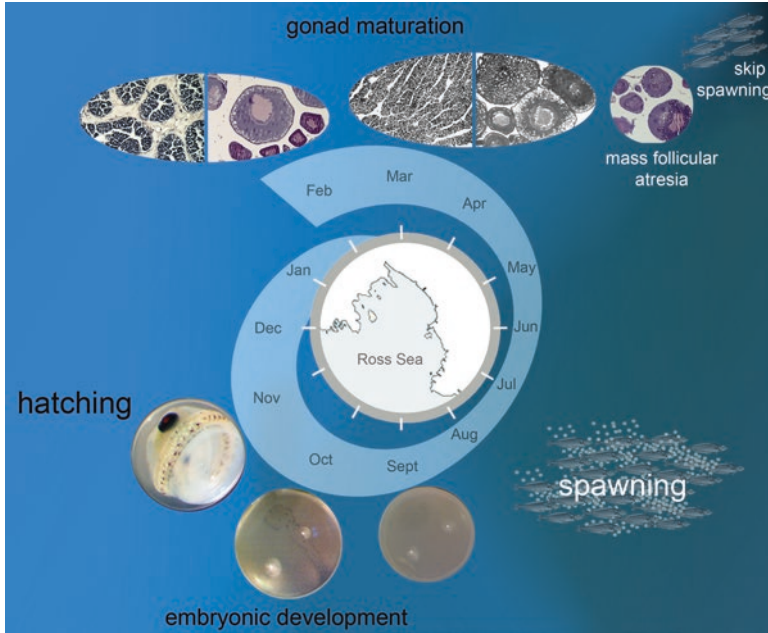 gonad maturation
skip
spawning
mass follicular
atresia
Feb
Mar
Apr
May
Jun
Jul
Aug
Sept
Oct
Nov
Dec
Jan
Ross Sea
hatching
spawning
embryonic development